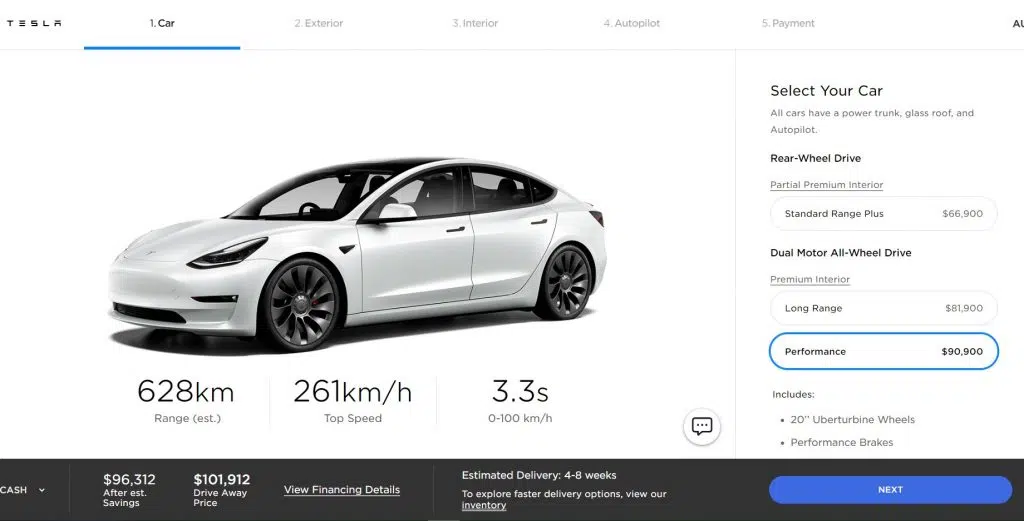 TESLA
1. Car
2. Exterior
3. Interior
4. Autopilot
5. Payment
AU
Select Your Car
All cars have a power trunk, glass roof, and
Autopilot.
Rear-Wheel Drive
Partial Premium Interior
Standard Range Plus $66,900
Dual Motor All-Wheel Drive
Premium Interior
Long Range $81,900
Performance $90,900
Includes:
• 20’’ Uberturbine Wheels
• Performance Brakes
628km
Range (est.)
261km/h
Top Speed
3.3s
0-100 km/h
CASH
$96,312
After est.
Savings
$101,912
Drive Away
Price
View Financing Details
Estimated Delivery: 4-8 weeks
To explore faster delivery options, view our
inventory
NEXT